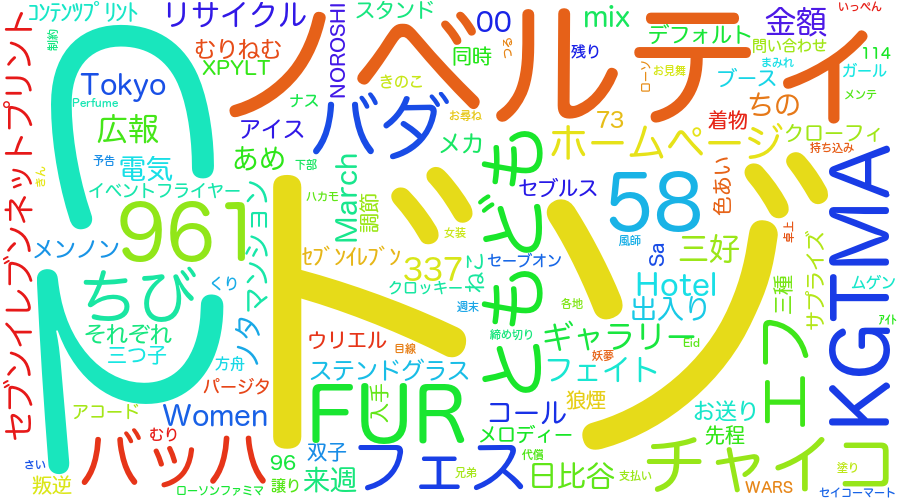 コンテンツプリント
リサイクル
ノベルティ
スタンド
00
mix
金額
いっぺん
制約
Tokyo
むりねむ
XPYLT
NOROSHI
同時
つる
残り
デフォルト
問い合わせ
114
Perfume
ナス
きのこ
ローソン
お見舞
まみれ
ブース
ガール
メンテ
セブンイレブンネットプリント
広報
アイス
バダ
メカ
お尋ね
73
ちの
着物
ホームページ
クローフィ
持ち込み
予告
電気
あめ
下部
きん
イベントフライヤー
March
調節
ハカモ
女装
セブルス
58
色あい
卓上
KGTMA
961
メンノン
マンション
セブンイレブン
337
ねこ
セーブオン
ともども
風師
Sa
三好
サプライズ
ちび
くり
ノタ
クロッキー
週末
各地
Hotel
出入り
三種
ムゲン
アイト
それぞれ
三つ子
方舟
ウリエル
目線
ドジ
締め切り
ギャラリー
Eid
妖夢
エフ
パージタ
ステンドグラス
フェイト
アコード
Women
FUR
入手
コール
狼煙
お送り
メロディー
先程
バッハ
むり
双子
フェス
兄弟
代償
チャイコ
さい
叛逆
96
譲り
来週
日比谷
支払い
WARS
塗り
ローソンファミマ
セイコーマート